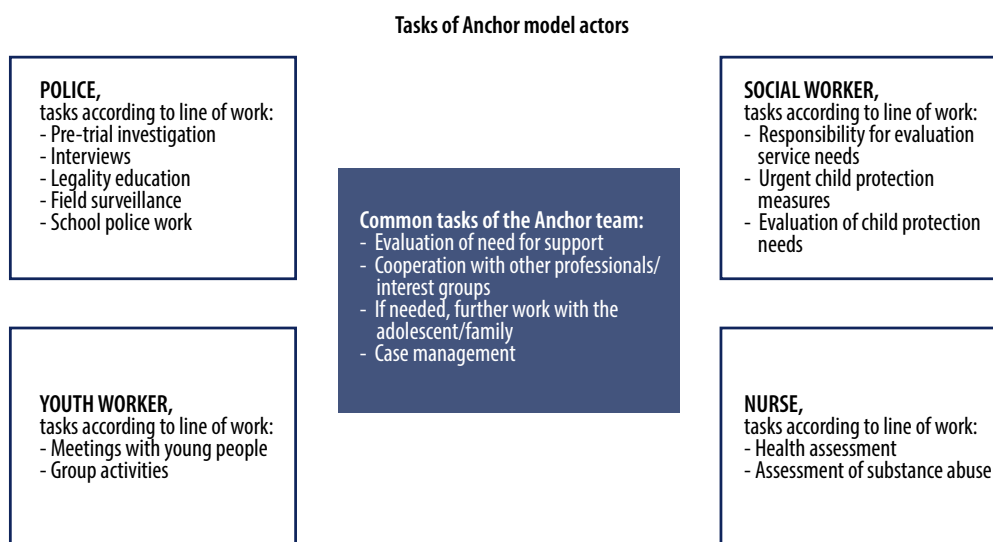 Tasks of Anchor model actors
POLICE,
tasks according to line of work:
- Pre-trial investigation
- Interviews
- Legality education
- Field surveillance
- School police work
SOCIAL WORKER,
tasks according to line of work:
- Responsibility for evaluation
service needs
- Urgent child protection
measures
- Evaluation of child protection
needs
Common tasks of the Anchor team:
- Evaluation of need for support
- Cooperation with other professionals/
interest groups
- If needed, further work with the
adolescent/family
- Case management
YOUTH WORKER,
tasks according to line of work:
- Meetings with young people
- Group activities
NURSE,
tasks according to line of work:
- Health assessment
- Assessment of substance abuse